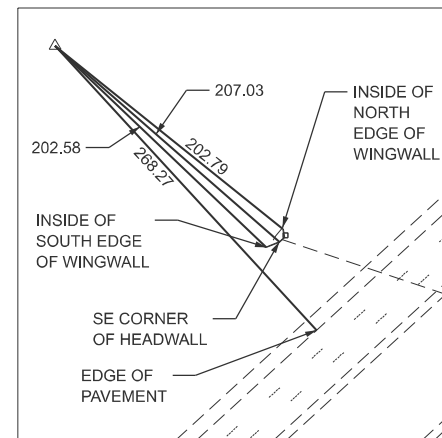 207.03
INSIDE OF
NORTH
EDGE OF
WINGWALL
202.58
202.79
268.27
INSIDE OF
SOUTH EDGE
OF WINGWALL
SE CORNER
OF HEADWALL
EDGE OF
PAVEMENT